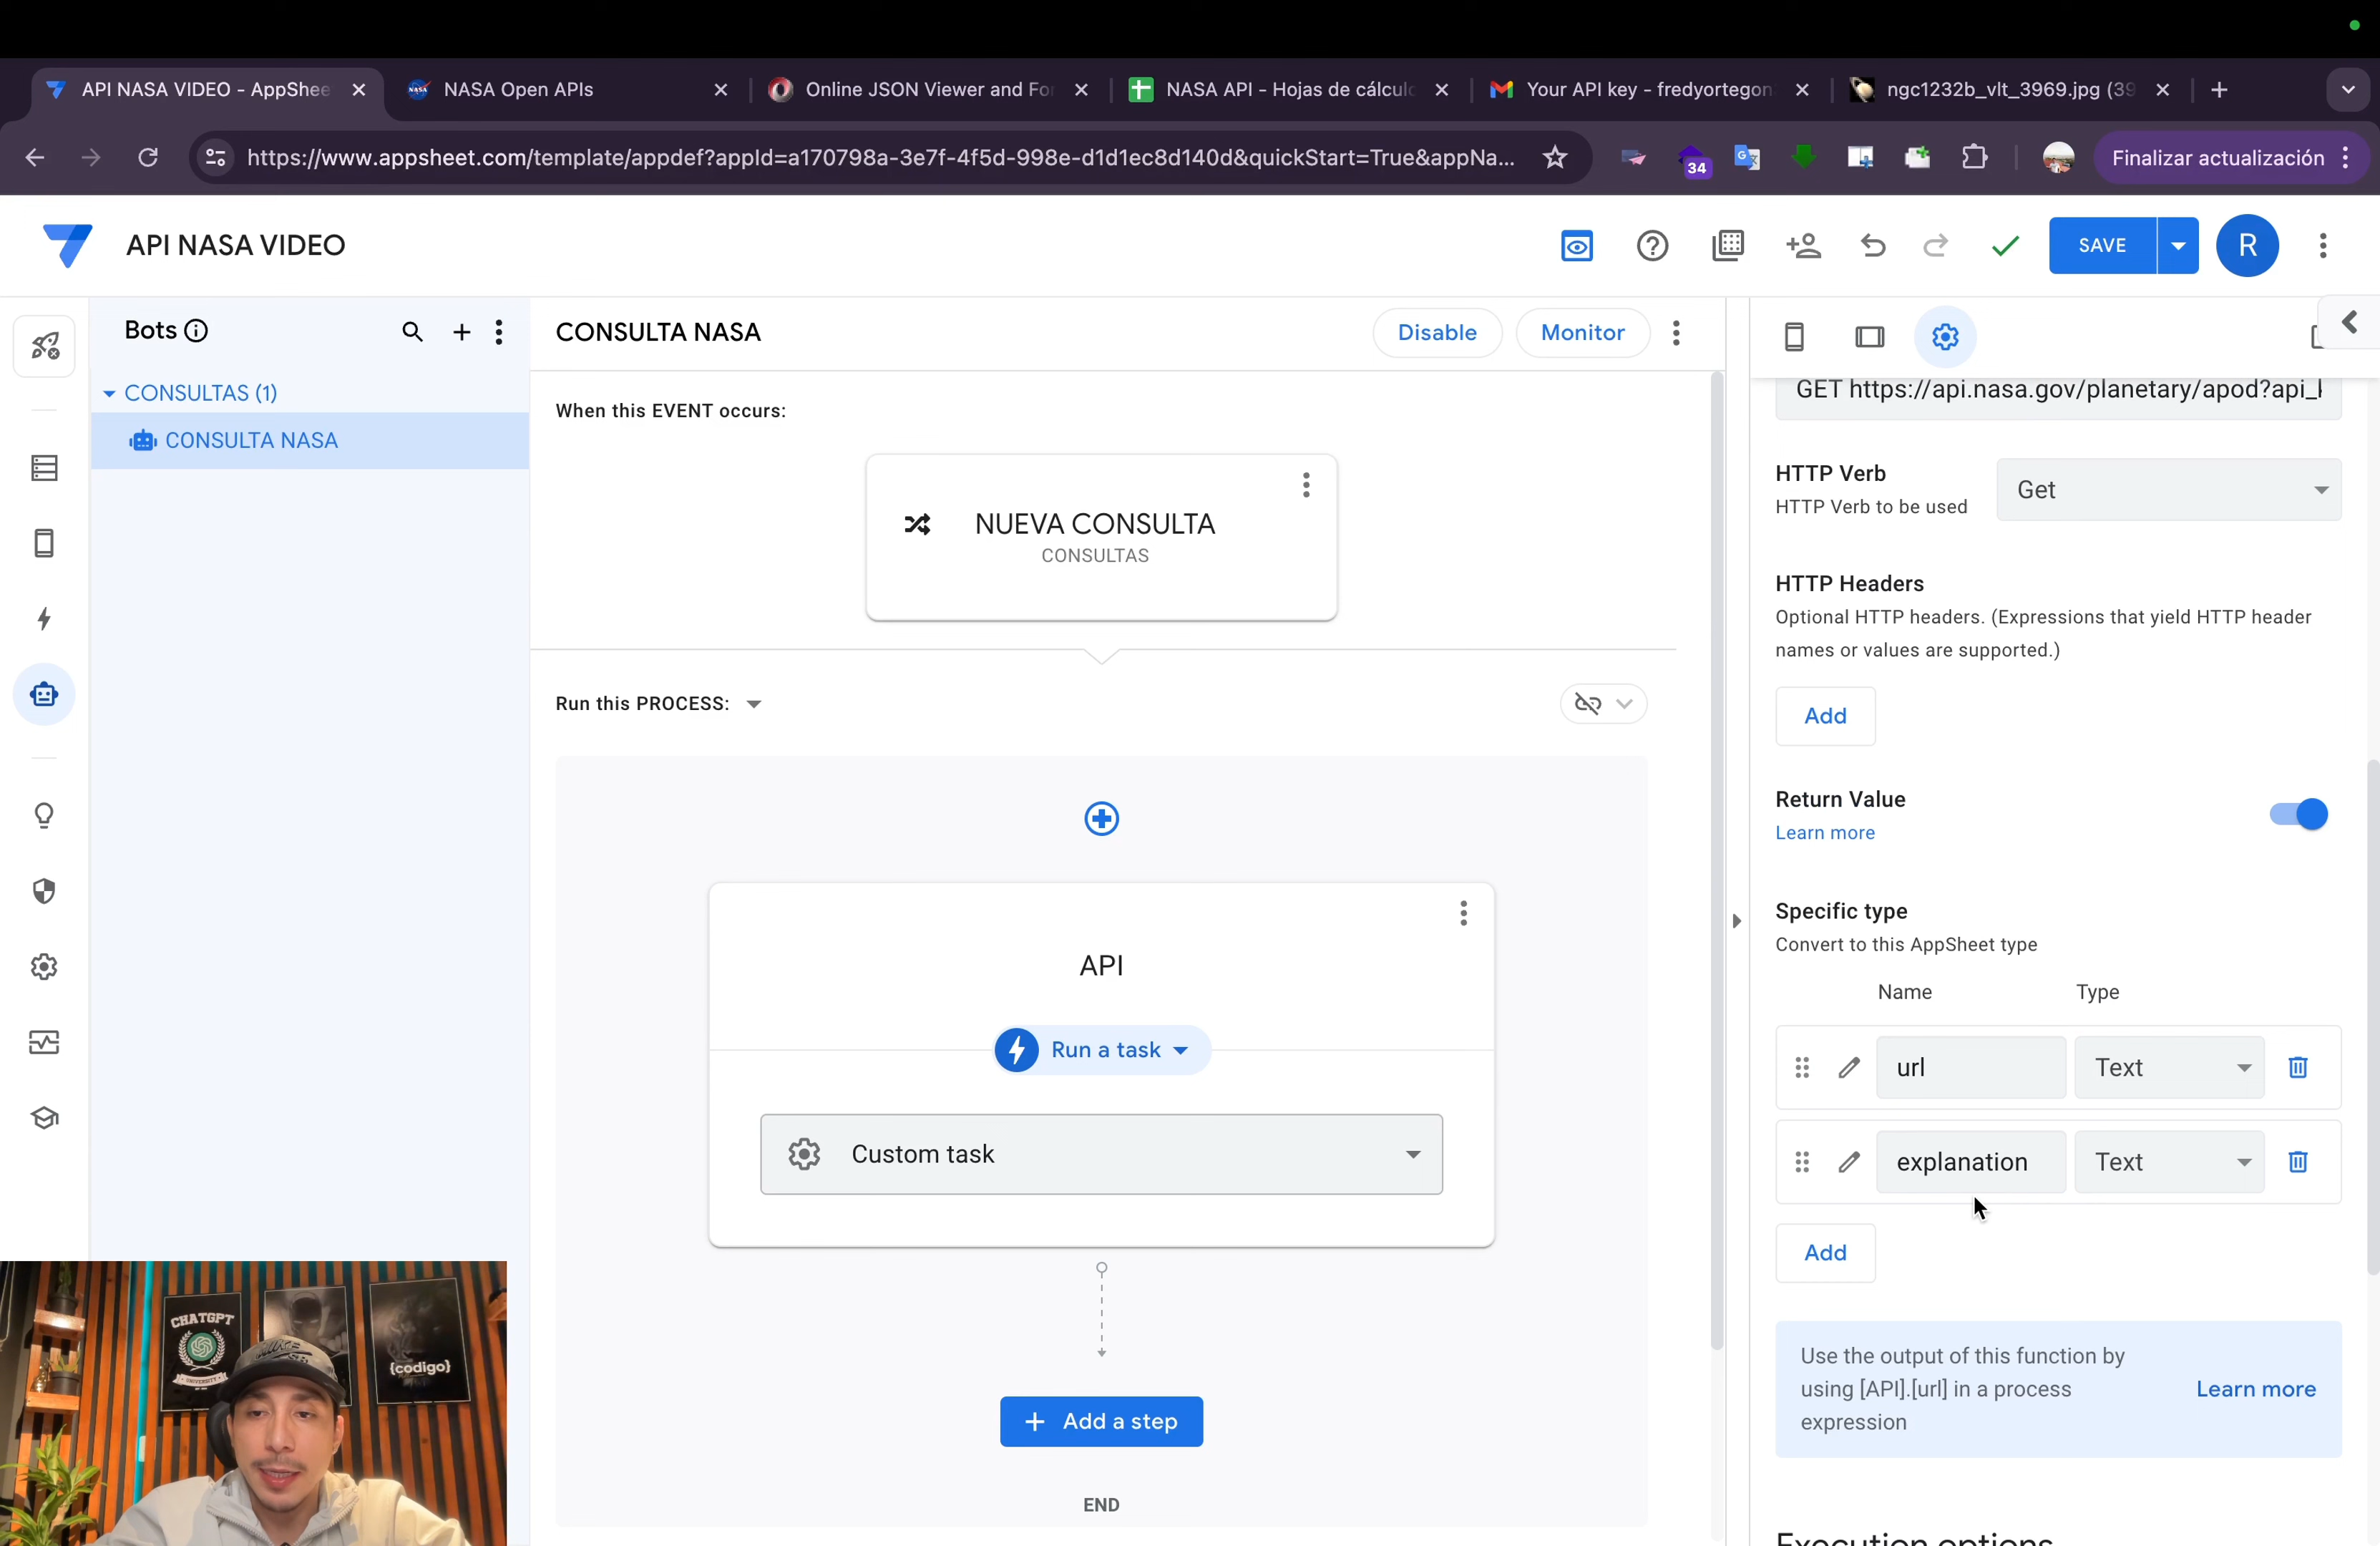 API NASA VIDEO - AppShee
NASA Open APIs
Online JSON Viewer and For
NASA API - Hojas de cálculo
Your API key - fredyortegon
ngc1232b_vlt_3969.jpg (39
https://www.appsheet.com/template/appdef?appId=a170798a-3e7f-4f5d-998e-d1d1ec8d140d&quickStart=True&appNa...
34
Finalizar actualización
API NASA VIDEO
SAVE
R
Bots
CONSULTAS (1)
CONSULTA NASA
CONSULTA NASA
Disable
Monitor
When this EVENT occurs:
NUEVA CONSULTA
CONSULTAS
Run this PROCESS:
API
Run a task
Custom task
Add a step
END
GET https://api.nasa.gov/planetary/apod?api_k
HTTP Verb
HTTP Verb to be used
Get
HTTP Headers
Optional HTTP headers. (Expressions that yield HTTP header
names or values are supported.)
Add
Return Value
Learn more
Specific type
Convert to this AppSheet type
Name
Type
url
Text
explanation
Text
Add
Use the output of this function by
using [API].[url] in a process
expression
Learn more
Execution options
CHATGPT
UNIVERSITY
{codigo}